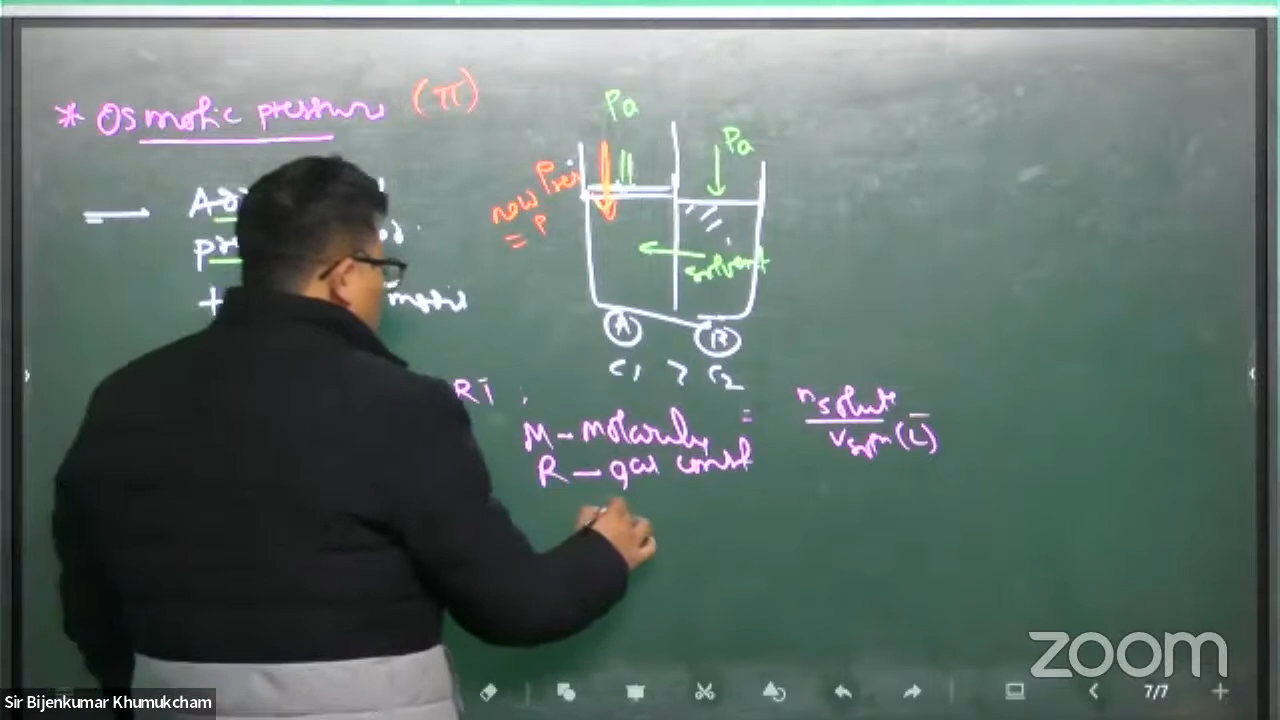 * Osmotic pressure (π)
Pa
Pa
new
= P
solvent
A
B
C1 > C2
RT :
M - molarity = n solute
V soln (L)
R - gas const
zoom
Sir Bijenkumar Khumukcham
7/7